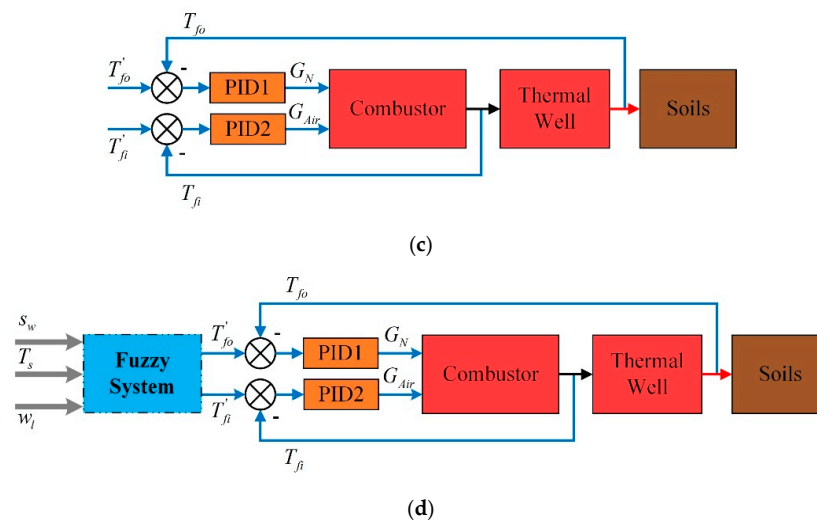 T_fo
T'_fo - PID1 G_N Combustor Thermal Well Soils
T'_fi - PID2 G_Air
T_fi
(c)
T_fo
s_w T'_fo - PID1 G_N
T_s Fuzzy System Combustor Thermal Well Soils
w_l T'_fi - PID2 G_Air
T_fi
(d)